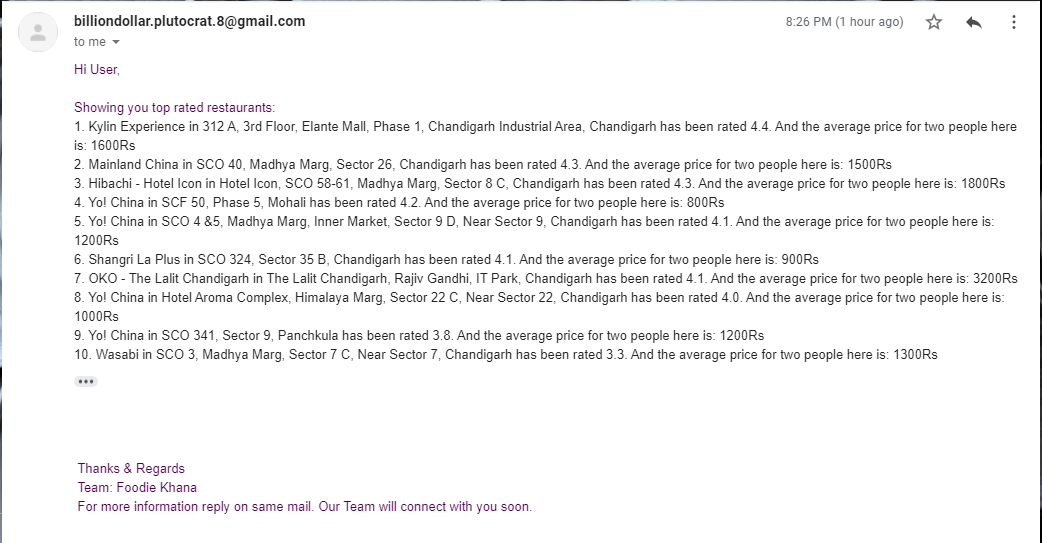 billiondollar.plutocrat.8@gmail.com
8:26 PM (1 hour ago)
to me
Hi User,
Showing you top rated restaurants:
1. Kylin Experience in 312 A, 3rd Floor, Elante Mall, Phase 1, Chandigarh Industrial Area, Chandigarh has been rated 4.4. And the average price for two people here
is: 1600Rs
2. Mainland China in SCO 40, Madhya Marg, Sector 26, Chandigarh has been rated 4.3. And the average price for two people here is: 1500Rs
3. Hibachi - Hotel Icon in Hotel Icon, SCO 58-61, Madhya Marg, Sector 8 C, Chandigarh has been rated 4.3. And the average price for two people here is: 1800Rs
4. Yo! China in SCF 50, Phase 5, Mohali has been rated 4.2. And the average price for two people here is: 800Rs
5. Yo! China in SCO 4 &5, Madhya Marg, Inner Market, Sector 9 D, Near Sector 9, Chandigarh has been rated 4.1. And the average price for two people here is:
1200Rs
6. Shangri La Plus in SCO 324, Sector 35 B, Chandigarh has been rated 4.1. And the average price for two people here is: 900Rs
7. OKO - The Lalit Chandigarh in The Lalit Chandigarh, Rajiv Gandhi, IT Park, Chandigarh has been rated 4.1. And the average price for two people here is: 3200Rs
8. Yo! China in Hotel Aroma Complex, Himalaya Marg, Sector 22 C, Near Sector 22, Chandigarh has been rated 4.0. And the average price for two people here is:
1000Rs
9. Yo! China in SCO 341, Sector 9, Panchkula has been rated 3.8. And the average price for two people here is: 1200Rs
10. Wasabi in SCO 3, Madhya Marg, Sector 7 C, Near Sector 7, Chandigarh has been rated 3.3. And the average price for two people here is: 1300Rs
Thanks & Regards
Team: Foodie Khana
For more information reply on same mail. Our Team will connect with you soon.